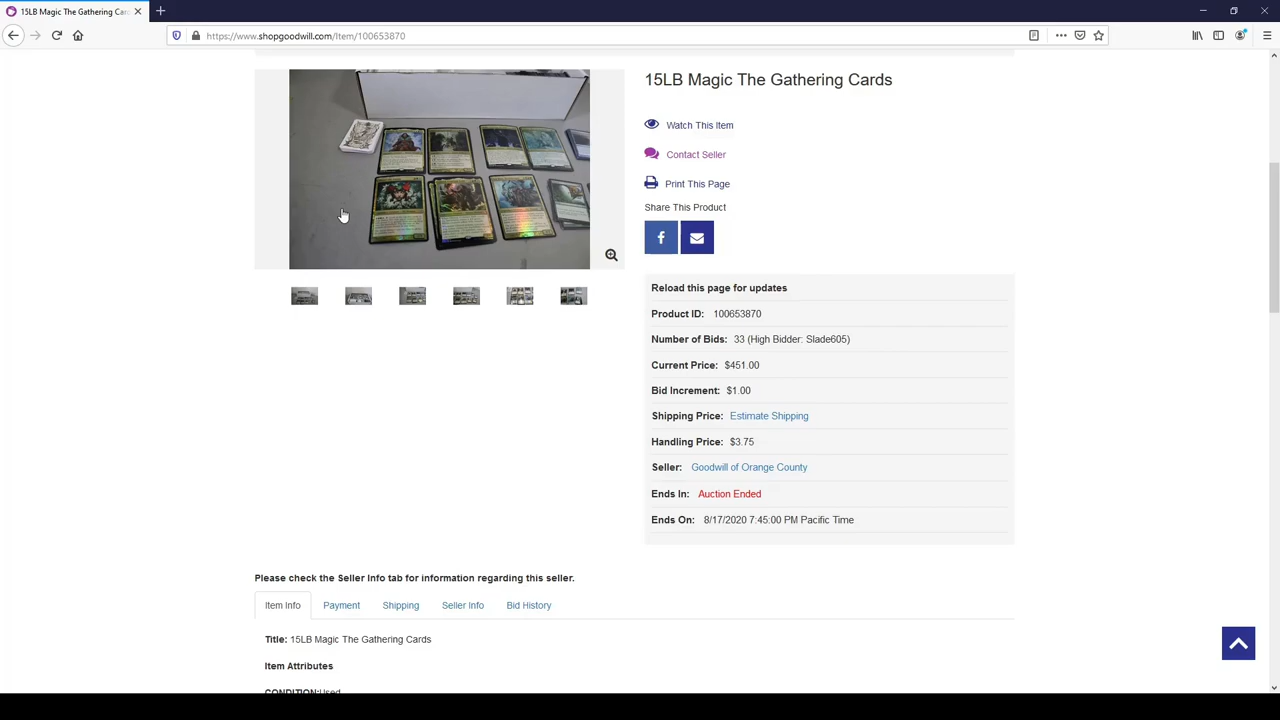 15LB Magic The Gathering Car
https://www.shopgoodwill.com/Item/100653870
15LB Magic The Gathering Cards
Watch This Item
Contact Seller
Print This Page
Share This Product
Reload this page for updates
Product ID: 100653870
Number of Bids: 33 (High Bidder: Slade605)
Current Price: $451.00
Bid Increment: $1.00
Shipping Price: Estimate Shipping
Handling Price: $3.75
Seller: Goodwill of Orange County
Ends In: Auction Ended
Ends On: 8/17/2020 7:45:00 PM Pacific Time
Please check the Seller Info tab for information regarding this seller.
Item Info Payment Shipping Seller Info Bid History
Title: 15LB Magic The Gathering Cards
Item Attributes
CONDITION:Used